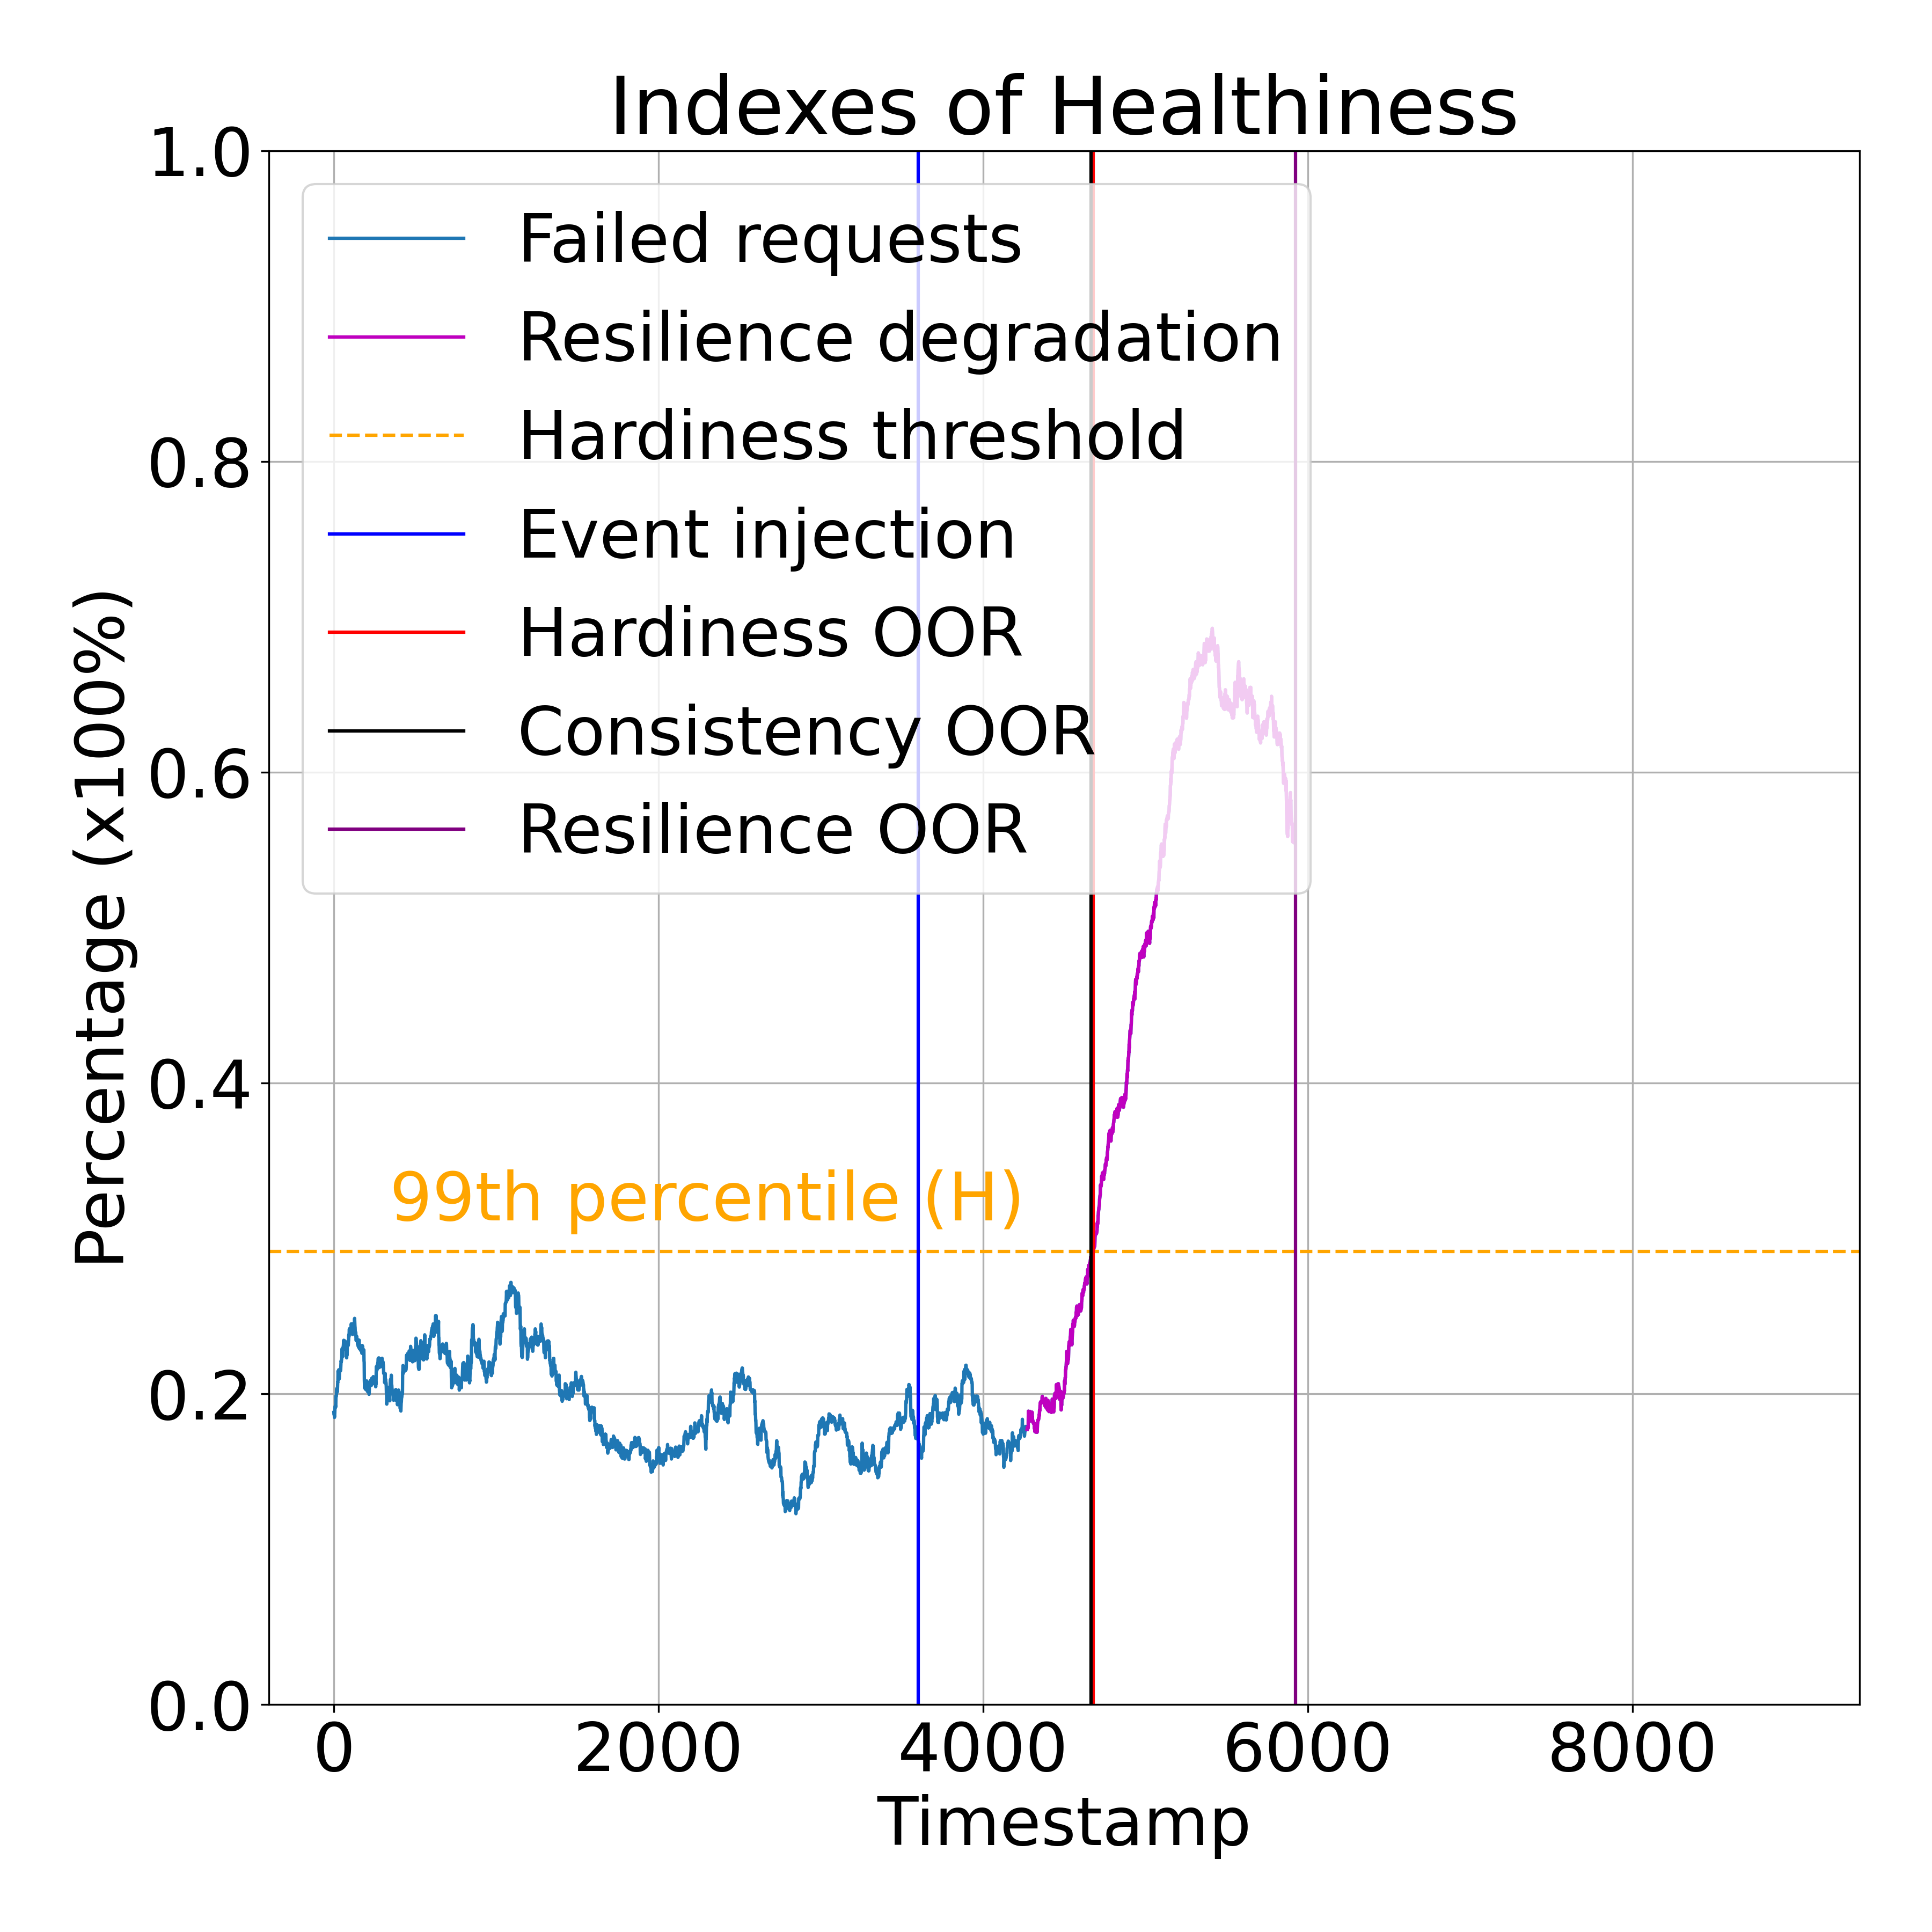 Indexes of Healthiness
Percentage (x100%)
1.0
0.8
0.6
0.4
0.2
0.0
Failed requests
Resilience degradation
Hardiness threshold
Event injection
Hardiness OOR
Consistency OOR
Resilience OOR
99th percentile (H)
0 2000 4000 6000 8000
Timestamp